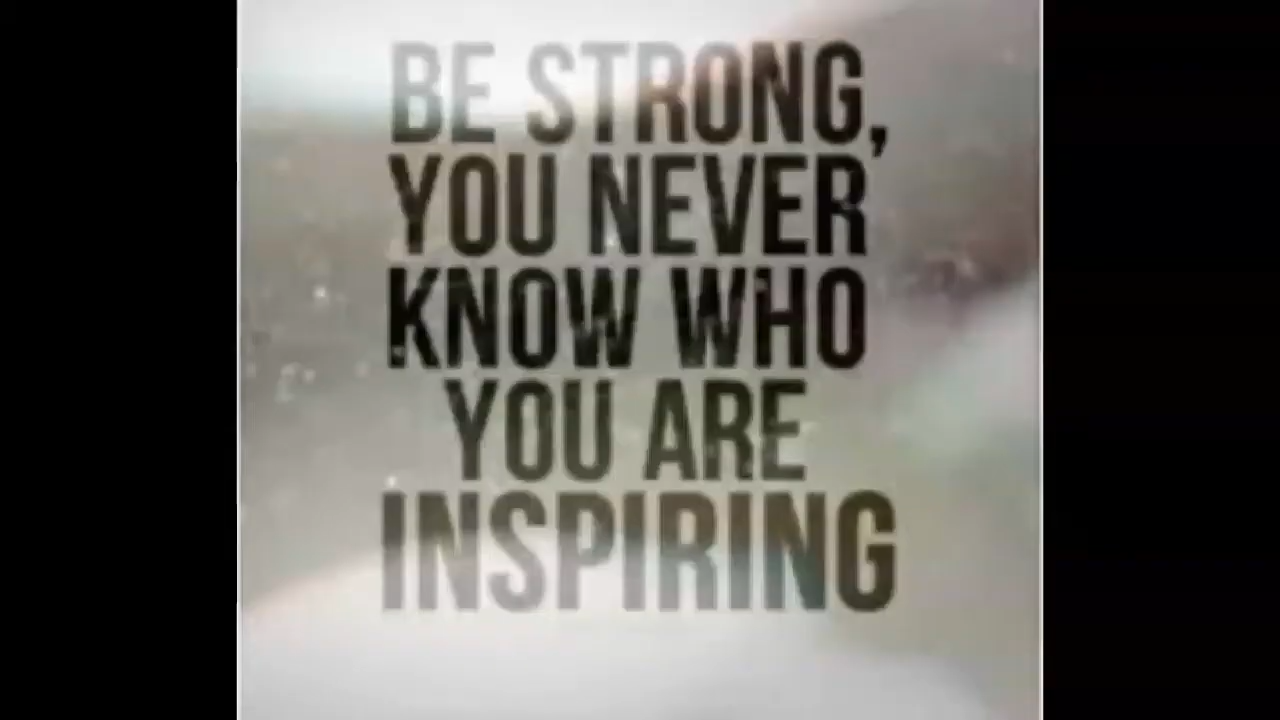 BE STRONG,
YOU NEVER
KNOW WHO
YOU ARE
INSPIRING